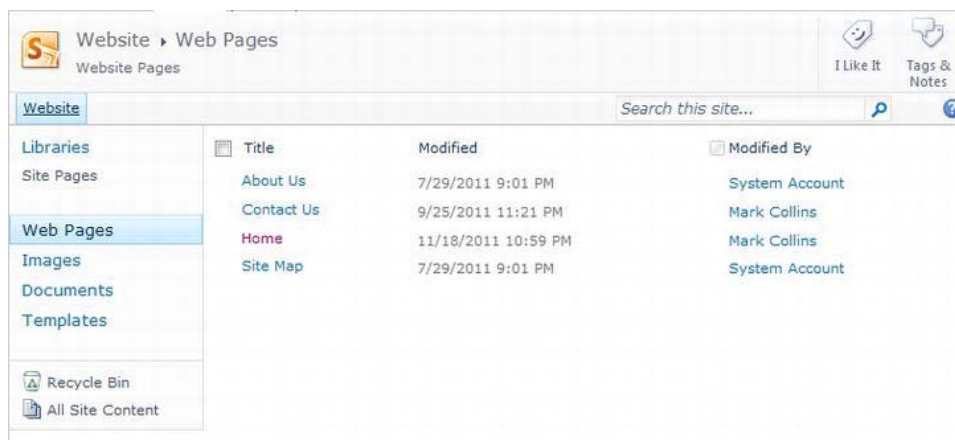 Website ▸ Web Pages
Website Pages
I Like It
Tags &
Notes
Website
Search this site...
Libraries
Site Pages
Web Pages
Images
Documents
Templates
Recycle Bin
All Site Content
Title Modified Modified By
About Us 7/29/2011 9:01 PM System Account
Contact Us 9/25/2011 11:21 PM Mark Collins
Home 11/18/2011 10:59 PM Mark Collins
Site Map 7/29/2011 9:01 PM System Account